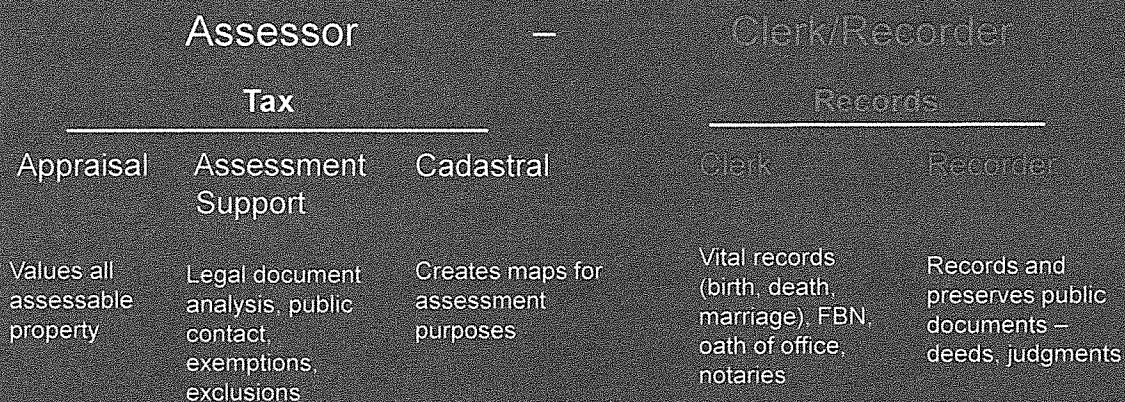 Assessor – Clerk/Recorder
Tax
Records
Appraisal
Assessment
Support
Cadastral
Clerk
Recorder
Values all
assessable
property
Legal document
analysis, public
contact,
exemptions,
exclusions
Creates maps for
assessment
purposes
Vital records
(birth, death,
marriage), FBN,
oath of office,
notaries
Records and
preserves public
documents –
deeds, judgments